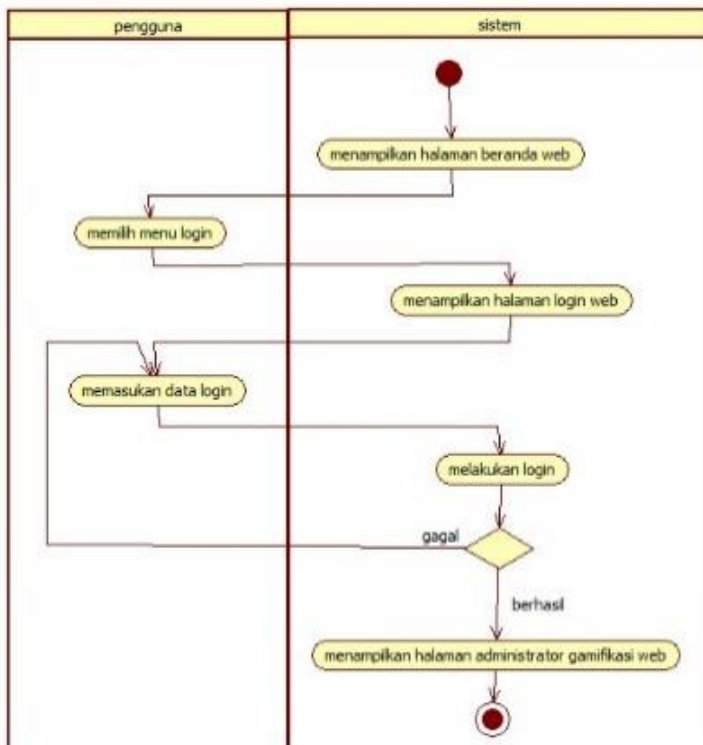 pengguna
sistem
menampilkan halaman beranda web
memilih menu login
menampilkan halaman login web
memasukan data login
melakukan login
gagal
berhasil
menampilkan halaman administrator gamifikasi web